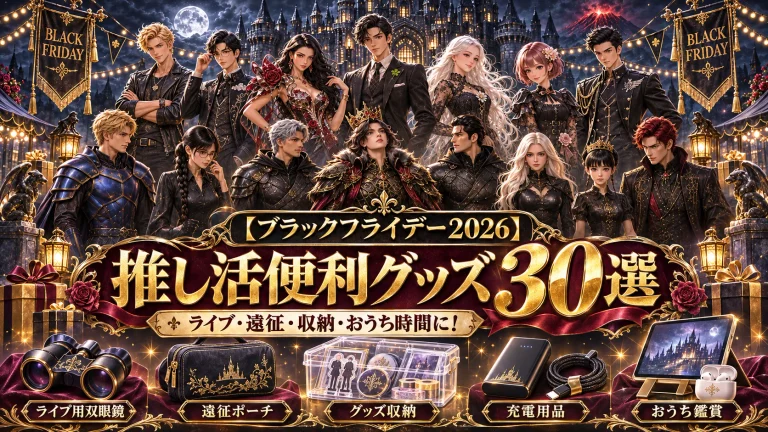 BLACK
FRIDAY
BLACK
FRIDAY
【ブラックフライデー2026】
推し活便利グッズ30選
ライブ・遠征・収納・おうち時間に!
ライブ用双眼鏡
遠征ポーチ
グッズ収納
充電用品
おうち鑑賞